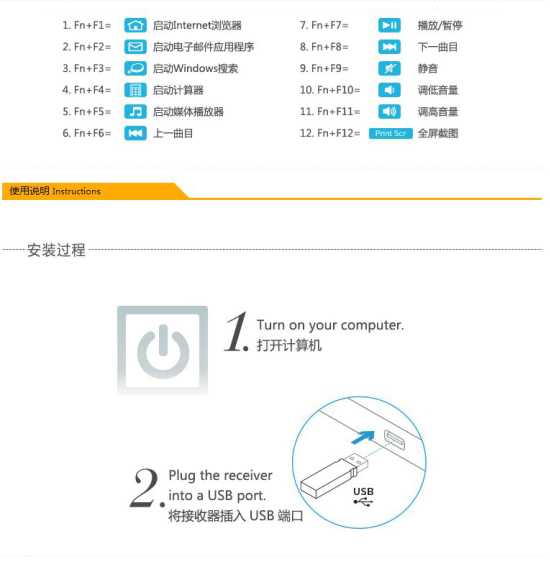 1. Fn+F1= 启动Internet浏览器
2. Fn+F2= 启动电子邮件应用程序
3. Fn+F3= 启动Windows搜索
4. Fn+F4= 启动计算器
5. Fn+F5= 启动媒体播放器
6. Fn+F6= 上一曲目
7. Fn+F7= 播放/暂停
8. Fn+F8= 下一曲目
9. Fn+F9= 静音
10. Fn+F10= 调低音量
11. Fn+F11= 调高音量
12. Fn+F12= Print Scr 全屏截图
使用说明 Instructions
安装过程
1. Turn on your computer.
打开计算机
2. Plug the receiver
into a USB port.
将接收器插入 USB 端口
USB